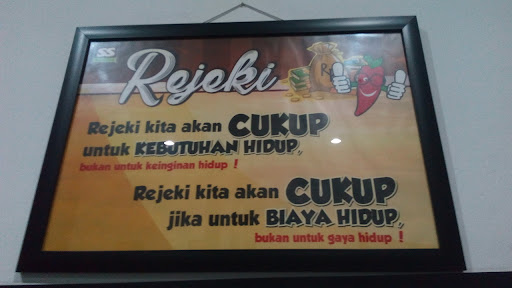 SS
Rejeki
Rejeki kita akan CUKUP
untuk KEBUTUHAN HIDUP,
bukan untuk keinginan hidup !
Rejeki kita akan CUKUP
jika untuk BIAYA HIDUP,
bukan untuk gaya hidup !